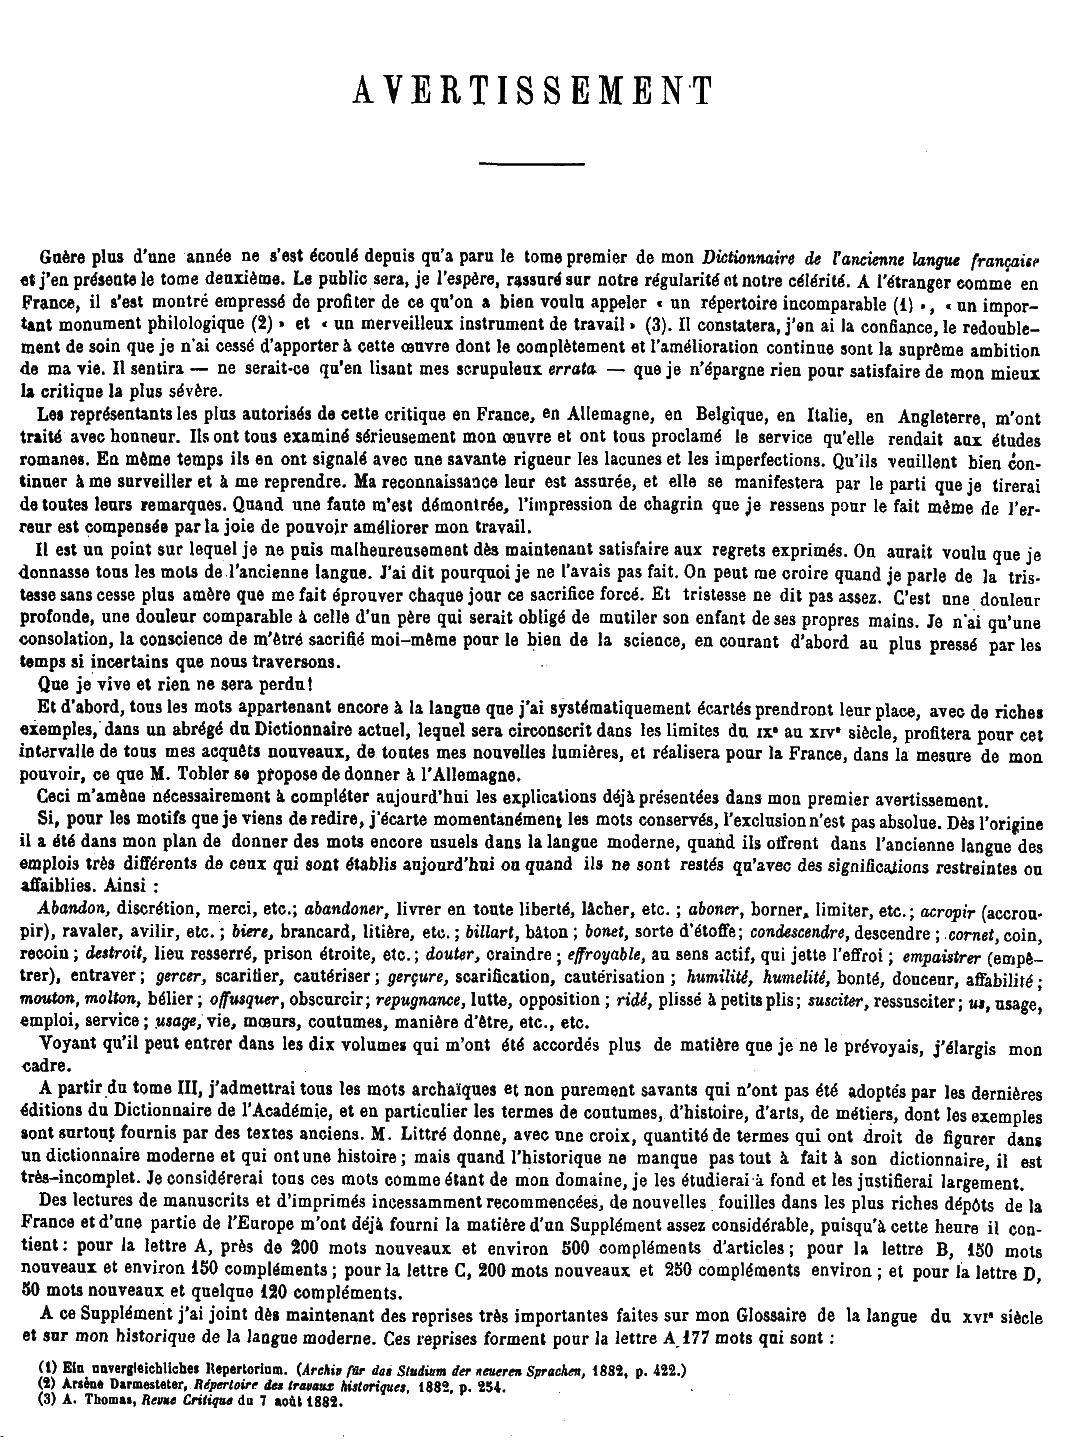 AVERTISSEMENT
Guère plus d'une année ne s'est écoulé depuis qu'a paru le tome premier de mon Dictionnaire de l'ancienne langue française
et j'en présente le tome deuxième. Le public sera, je l'espère, rassuré sur notre régularité et notre célérité. A l'étranger comme en
France, il s'est montré empressé de profiter de ce qu'on a bien voulu appeler « un répertoire incomparable (1) », « un impor-
tant monument philologique (2) » et « un merveilleux instrument de travail » (3). Il constatera, j'en ai la confiance, le redouble-
ment de soin que je n'ai cessé d'apporter à cette œuvre dont le complètement et l'amélioration continue sont la suprême ambition
de ma vie. Il sentira — ne serait-ce qu'en lisant mes scrupuleux errata — que je n'épargne rien pour satisfaire de mon mieux
la critique la plus sévère.
Les représentants les plus autorisés de cette critique en France, en Allemagne, en Belgique, en Italie, en Angleterre, m'ont
traité avec honneur. Ils ont tous examiné sérieusement mon œuvre et ont tous proclamé le service qu'elle rendait aux études
romanes. En même temps ils en ont signalé avec une savante rigueur les lacunes et les imperfections. Qu'ils veuillent bien con-
tinuer à me surveiller et à me reprendre. Ma reconnaissance leur est assurée, et elle se manifestera par le parti que je tirerai
de toutes leurs remarques. Quand une faute m'est démontrée, l'impression de chagrin que je ressens pour le fait même de l'er-
reur est compensée par la joie de pouvoir améliorer mon travail.
Il est un point sur lequel je ne puis malheureusement dès maintenant satisfaire aux regrets exprimés. On aurait voulu que je
donnasse tous les mots de l'ancienne langue. J'ai dit pourquoi je ne l'avais pas fait. On peut me croire quand je parle de la tris-
tesse sans cesse plus amère que me fait éprouver chaque jour ce sacrifice forcé. Et tristesse ne dit pas assez. C'est une douleur
profonde, une douleur comparable à celle d'un père qui serait obligé de mutiler son enfant de ses propres mains. Je n'ai qu'une
consolation, la conscience de m'être sacrifié moi-même pour le bien de la science, en courant d'abord au plus pressé par les
temps si incertains que nous traversons.
Que je vive et rien ne sera perdu!
Et d'abord, tous les mots appartenant encore à la langue que j'ai systématiquement écartés prendront leur place, avec de riches
exemples, dans un abrégé du Dictionnaire actuel, lequel sera circonscrit dans les limites du IXe au XIVe siècle, profitera pour cet
intervalle de tous mes acquêts nouveaux, de toutes mes nouvelles lumières, et réalisera pour la France, dans la mesure de mon
pouvoir, ce que M. Tobler se propose de donner à l'Allemagne.
Ceci m'amène nécessairement à compléter aujourd'hui les explications déjà présentées dans mon premier avertissement.
Si, pour les motifs que je viens de redire, j'écarte momentanément les mots conservés, l'exclusion n'est pas absolue. Dès l'origine
il a été dans mon plan de donner des mots encore usuels dans la langue moderne, quand ils offrent dans l'ancienne langue des
emplois très différents de ceux qui sont établis aujourd'hui ou quand ils ne sont restés qu'avec des significations restreintes ou
affaiblies. Ainsi :
Abandon, discrétion, merci, etc.; abandoner, livrer en toute liberté, lâcher, etc. ; aboner, borner, limiter, etc. ; acropir (accrou-
pir), ravaler, avilir, etc. ; biere, brancard, litière, etc. ; billart, bâton ; bonet, sorte d'étoffe; condescendre, descendre ; cornet, coin,
recoin ; destroit, lieu resserré, prison étroite, etc. ; douter, craindre ; effroyable, au sens actif, qui jette l'effroi ; empaistrer (empê-
trer), entraver ; gercer, scarifier, cautériser ; gerçure, scarification, cautérisation ; humilité, humelité, bonté, douceur, affabilité ;
mouton, molton, bélier ; offusquer, obscurcir; repugnance, lutte, opposition ; ridé, plissé à petits plis; susciter, ressusciter ; us, usage,
emploi, service ; usage, vie, mœurs, coutumes, manière d'être, etc., etc.
Voyant qu'il peut entrer dans les dix volumes qui m'ont été accordés plus de matière que je ne le prévoyais, j'élargis mon
cadre.
A partir du tome III, j'admettrai tous les mots archaïques et non purement savants qui n'ont pas été adoptés par les dernières
éditions du Dictionnaire de l'Académie, et en particulier les termes de coutumes, d'histoire, d'arts, de métiers, dont les exemples
sont surtout fournis par des textes anciens. M. Littré donne, avec une croix, quantité de termes qui ont droit de figurer dans
un dictionnaire moderne et qui ont une histoire ; mais quand l'historique ne manque pas tout à fait à son dictionnaire, il est
très-incomplet. Je considérerai tous ces mots comme étant de mon domaine, je les étudierai à fond et les justifierai largement.
Des lectures de manuscrits et d'imprimés incessamment recommencées, de nouvelles fouilles dans les plus riches dépôts de la
France et d'une partie de l'Europe m'ont déjà fourni la matière d'un Supplément assez considérable, puisqu'à cette heure il con-
tient : pour la lettre A, près de 200 mots nouveaux et environ 500 compléments d'articles ; pour la lettre B, 150 mots
nouveaux et environ 150 compléments ; pour la lettre C, 200 mots nouveaux et 250 compléments environ ; et pour la lettre D,
50 mots nouveaux et quelque 120 compléments.
A ce Supplément j'ai joint dès maintenant des reprises très importantes faites sur mon Glossaire de la langue du XVIe siècle
et sur mon historique de la langue moderne. Ces reprises forment pour la lettre A 177 mots qui sont :
(1) Ein unvergleichliches Repertorium. (Archiv für das Studium der neueren Sprachen, 1882, p. 422.)
(2) Arsène Darmesteter, Répertoire des travaux historiques, 1882, p. 254.
(3) A. Thomas, Revue Critique du 7 août 1882.